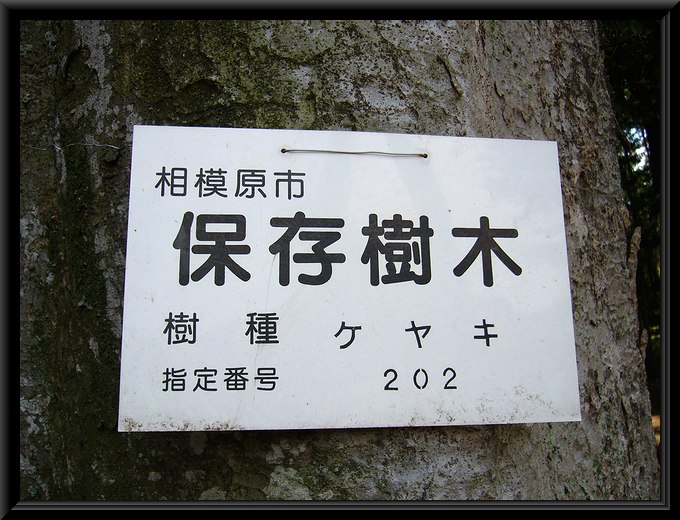 相模原市
保存樹木
樹種 ケヤキ
指定番号 202